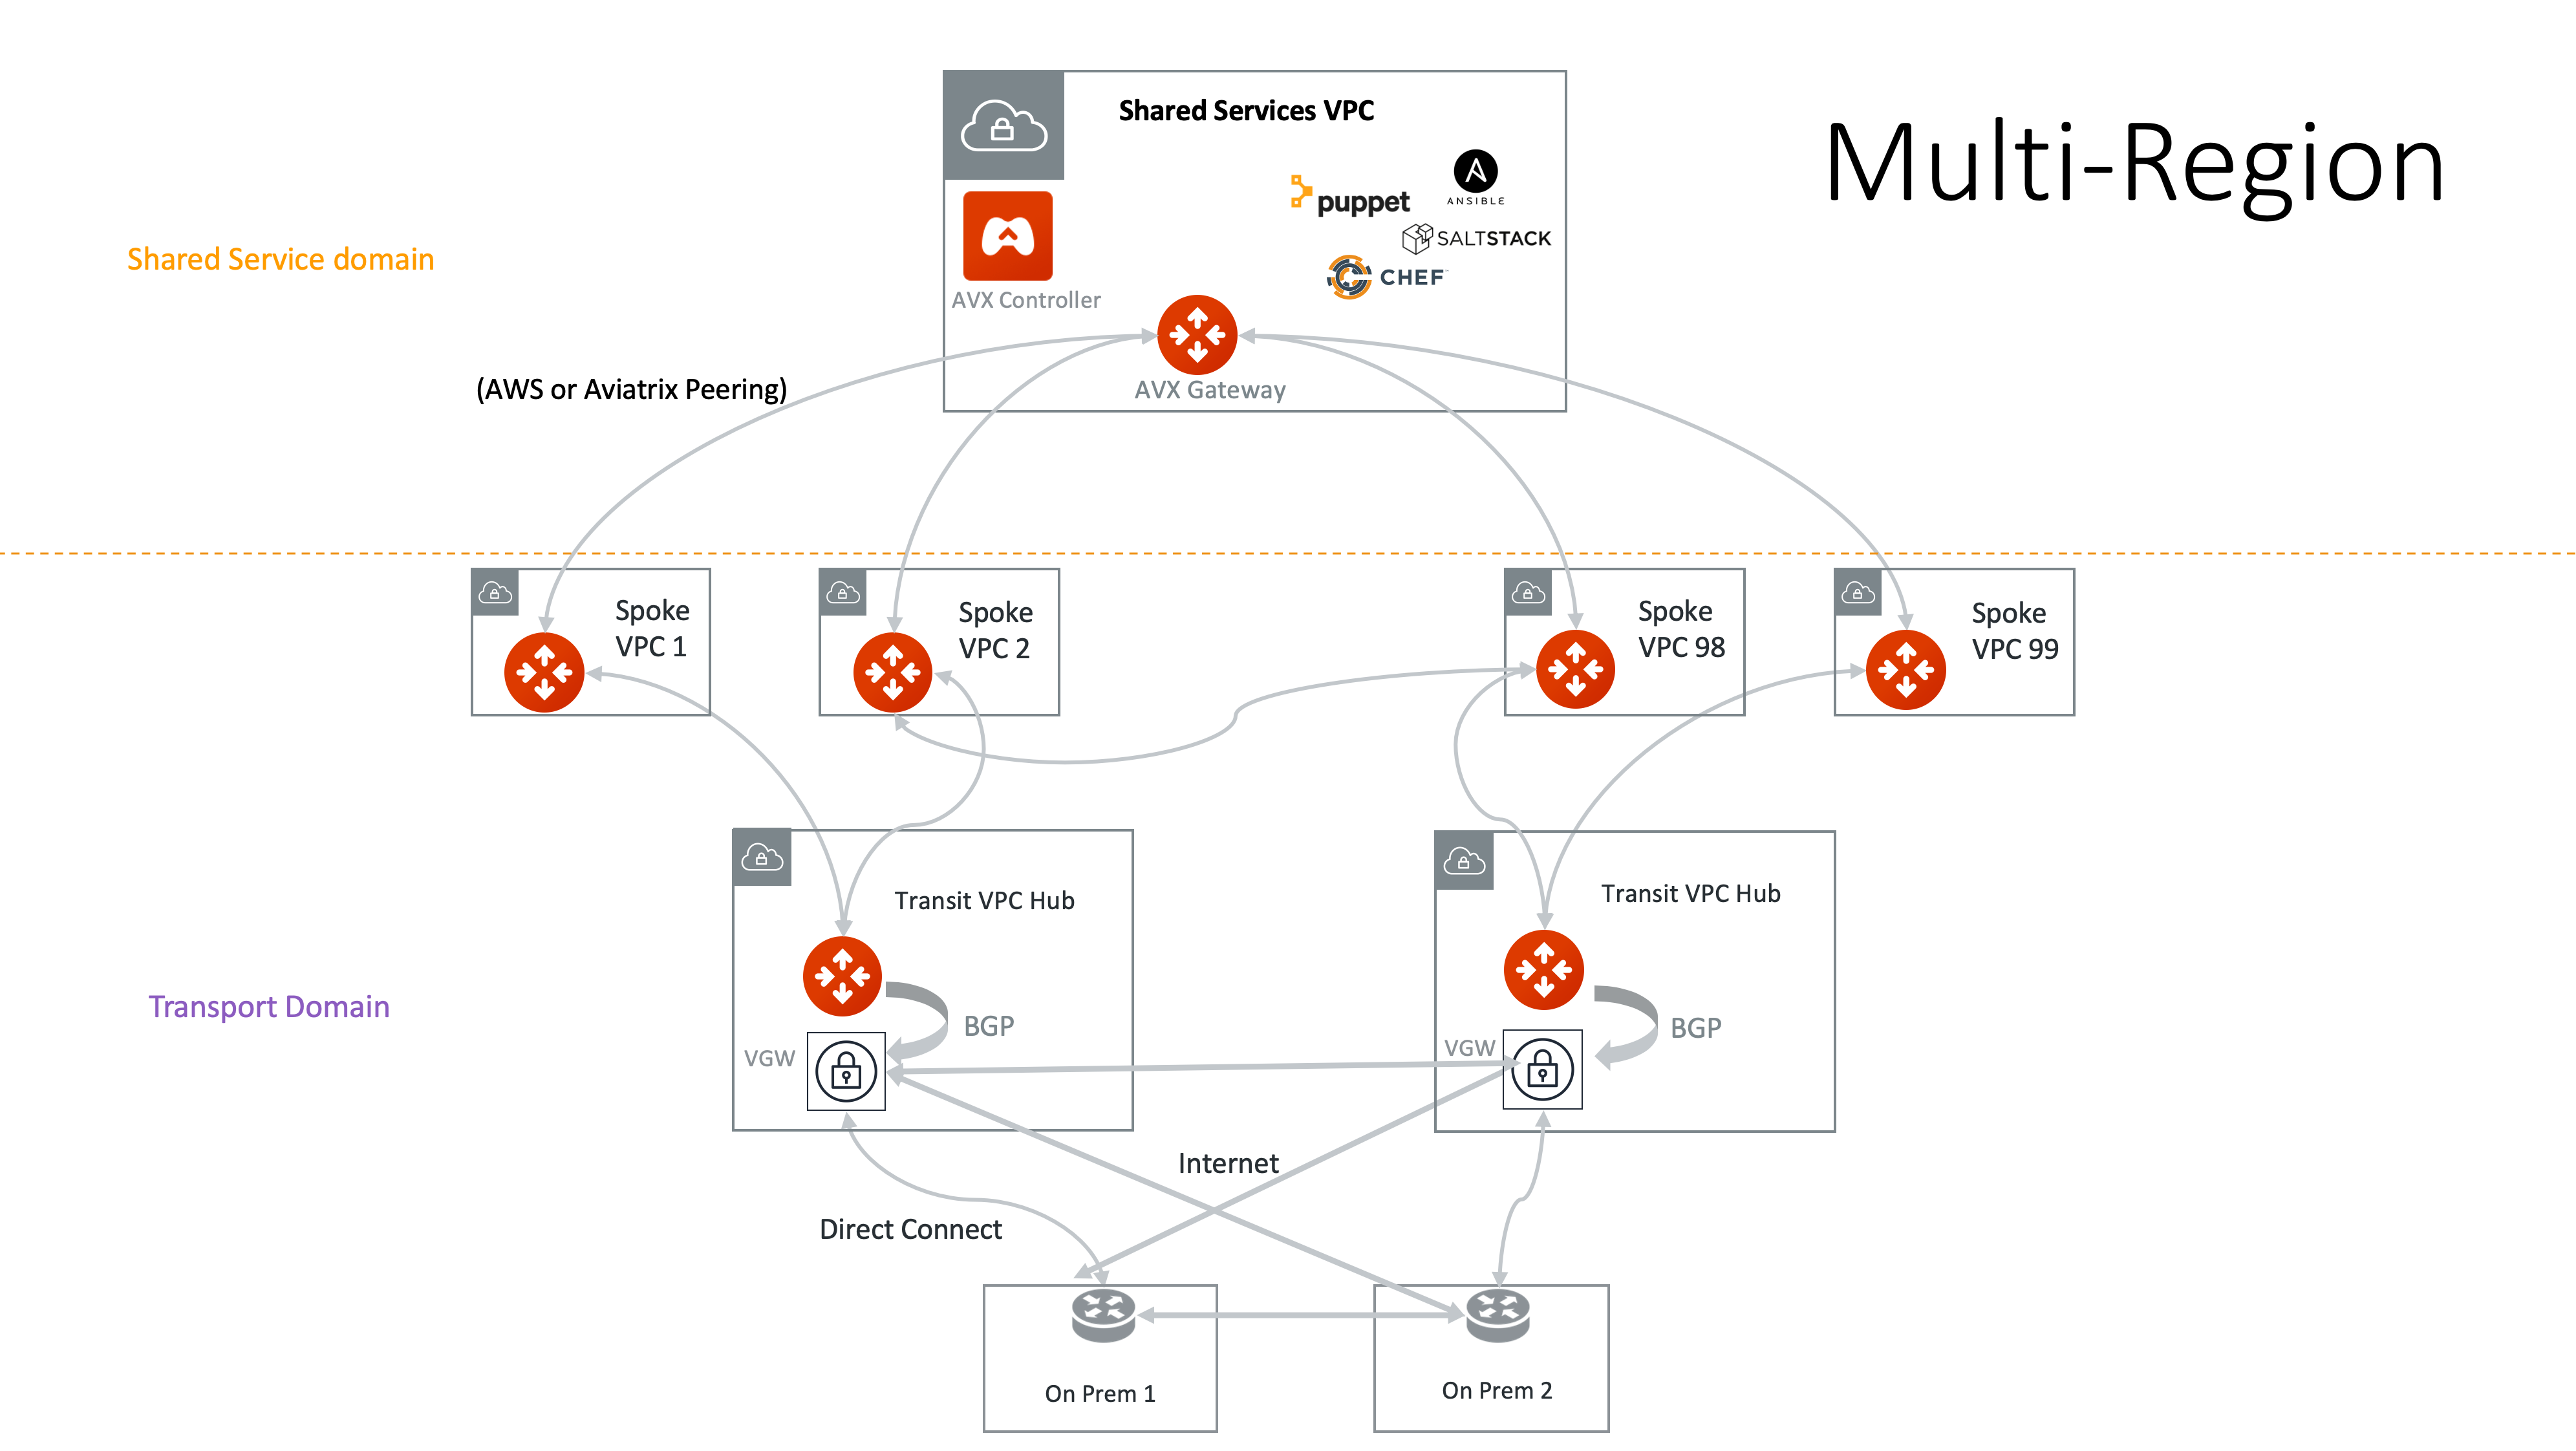 Shared Services VPC
Multi-Region
puppet
ANSIBLE
SALTSTACK
CHEF
Shared Service domain
AVX Controller
(AWS or Aviatrix Peering)
AVX Gateway
Spoke
VPC 1
Spoke
VPC 2
Spoke
VPC 98
Spoke
VPC 99
Transit VPC Hub
Transit VPC Hub
Transport Domain
BGP
VGW
BGP
VGW
Internet
Direct Connect
On Prem 1
On Prem 2